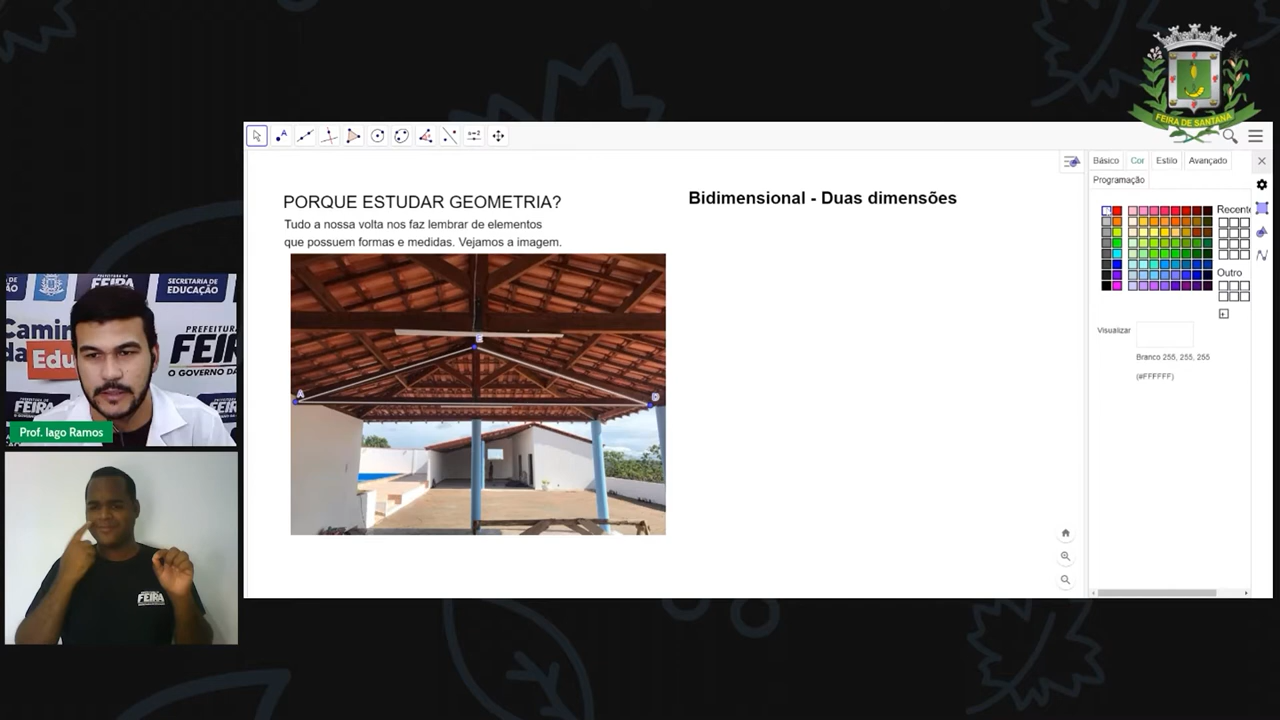 FEIRA DE SANTANA
Básico
Cor
Estilo
Avançado
Programação
Recente
Outro
Visualizar
Branco 255, 255, 255
(#FFFFFF)
PORQUE ESTUDAR GEOMETRIA?
Tudo a nossa volta nos faz lembrar de elementos
que possuem formas e medidas. Vejamos a imagem.
Bidimensional - Duas dimensões
A
SECRETARIA DE
EDUCAÇÃO
PREFEITURA
FEIRA
O GOVERNO DA
Prof. Iago Ramos
FEIRA